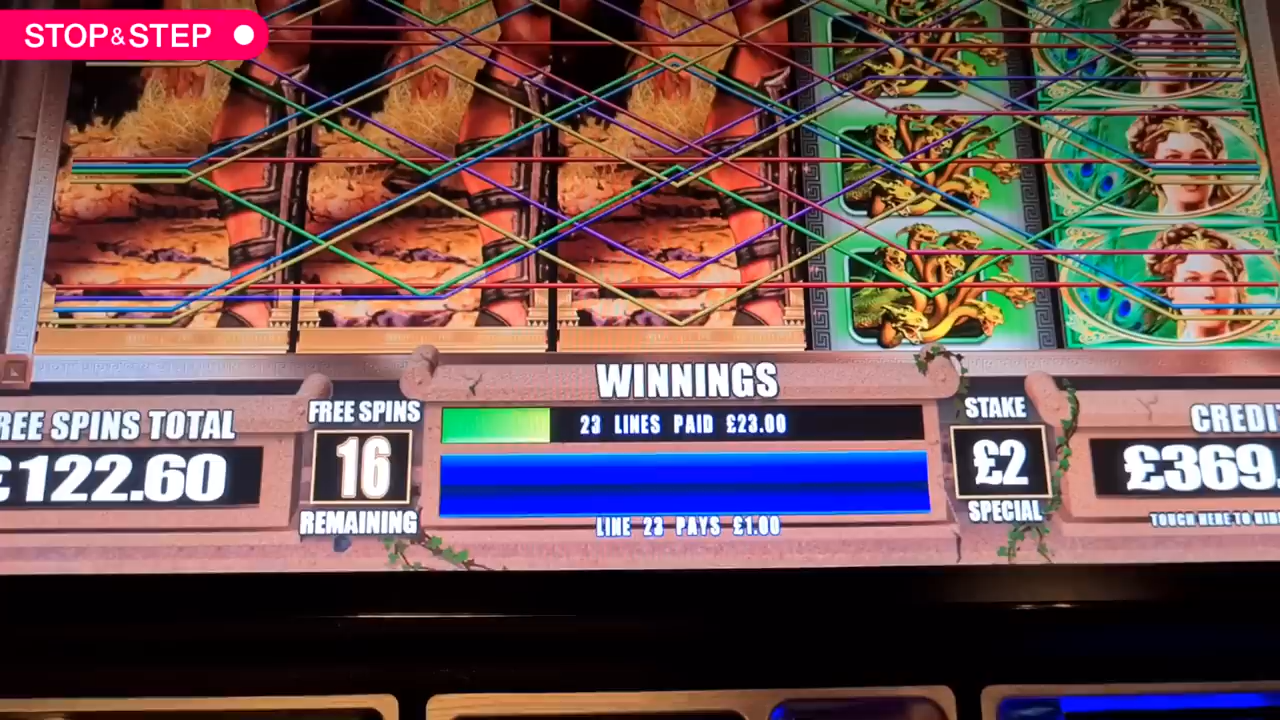 STOP&STEP
WINNINGS
23 LINES PAID £23.00
LINE 23 PAYS £1.00
REE SPINS TOTAL
£122.60
FREE SPINS
16
REMAINING
STAKE
£2
SPECIAL
CREDI
£369.
TOUCH HERE TO